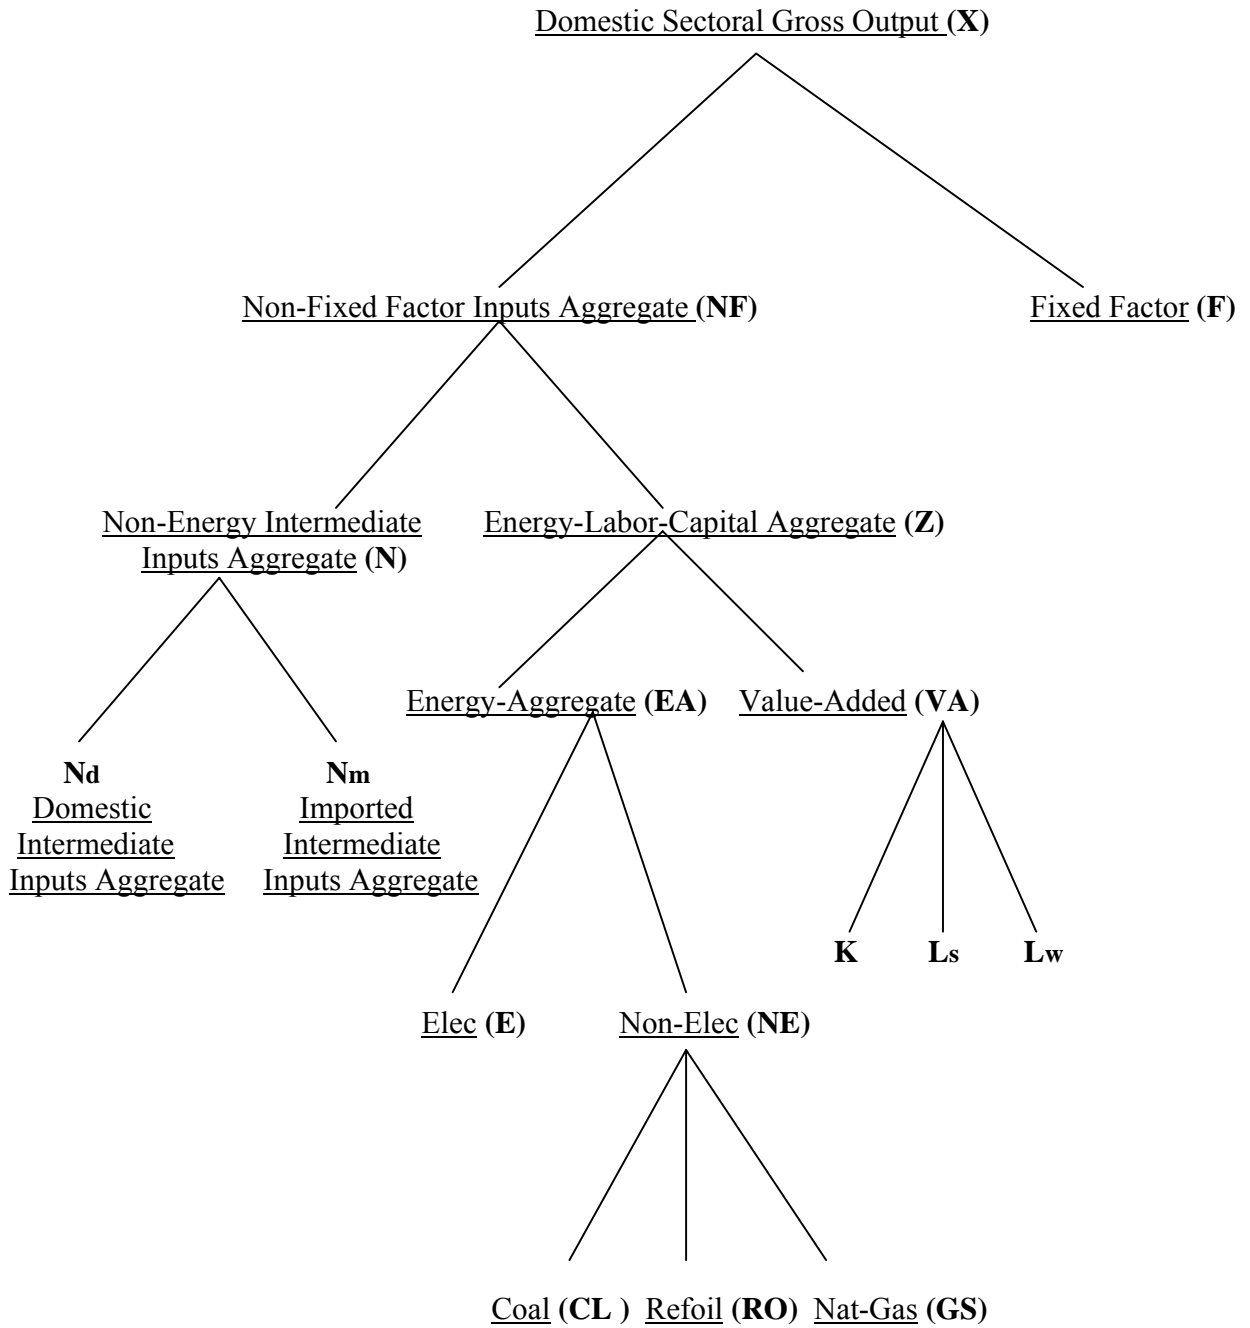 Domestic Sectoral Gross Output (X)
Non-Fixed Factor Inputs Aggregate (NF)
Fixed Factor (F)
Non-Energy Intermediate
Inputs Aggregate (N)
Energy-Labor-Capital Aggregate (Z)
Energy-Aggregate (EA)
Value-Added (VA)
Nd
Domestic
Intermediate
Inputs Aggregate
Nm
Imported
Intermediate
Inputs Aggregate
K
Ls
Lw
Elec (E)
Non-Elec (NE)
Coal (CL )
Refoil (RO)
Nat-Gas (GS)